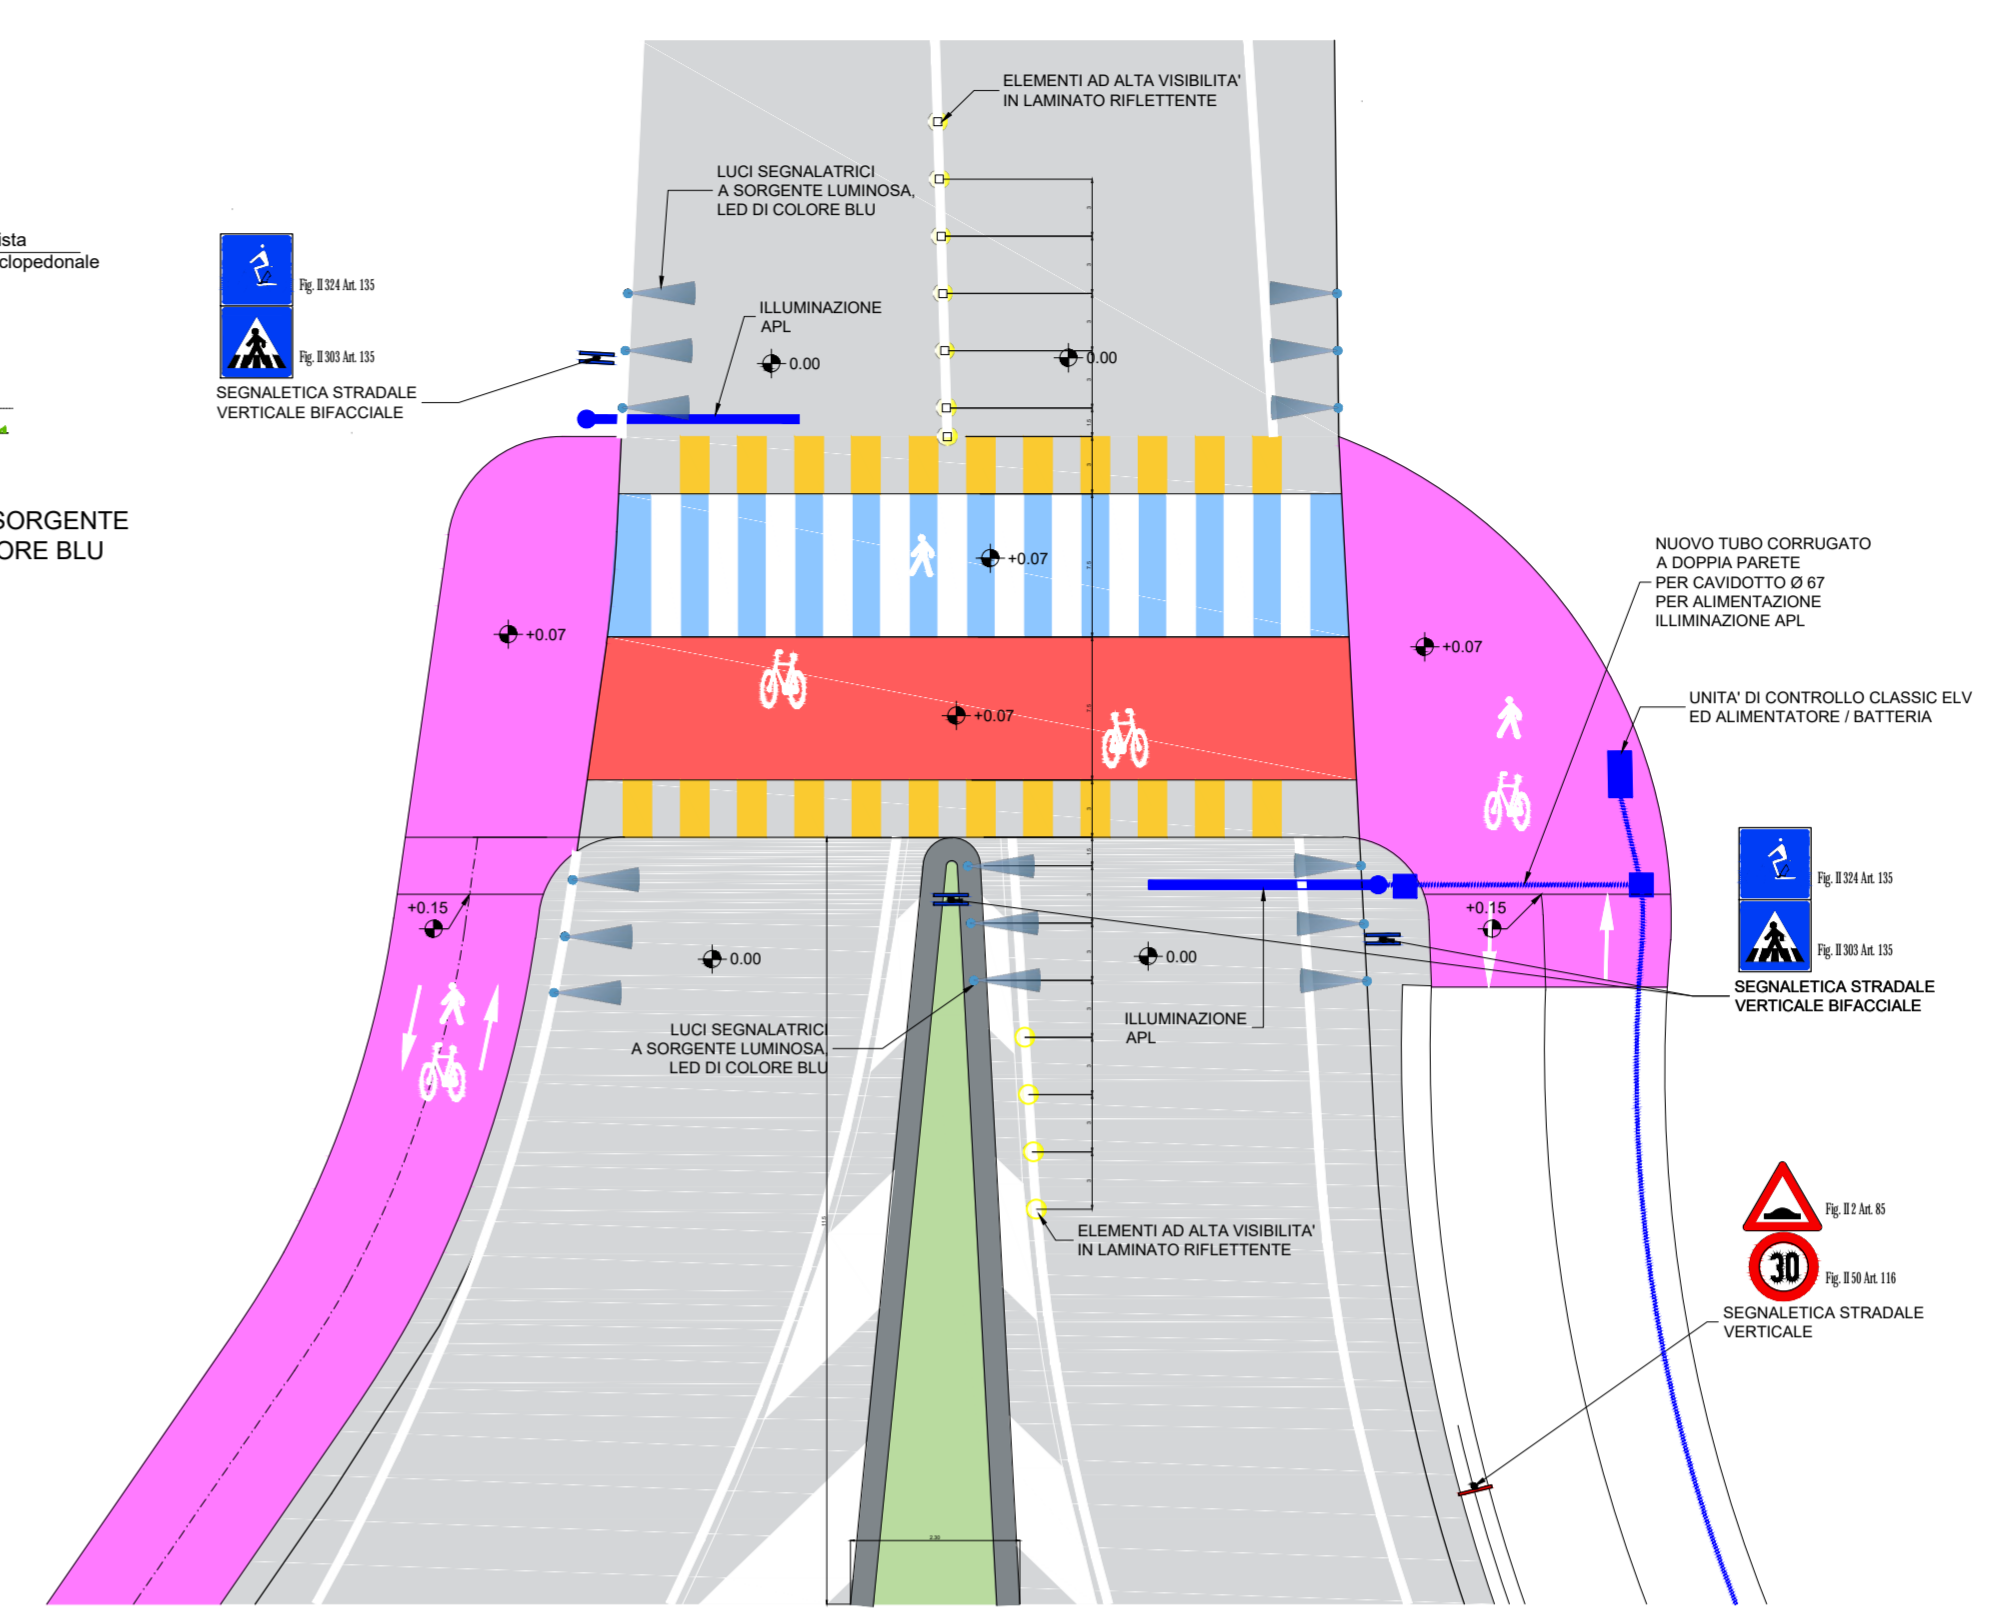 ista
clopedonale
SORGENTE
ORE BLU
Fig. II 324 Art. 135
Fig. II 303 Art. 135
SEGNALETICA STRADALE
VERTICALE BIFACCIALE
LUCI SEGNALATRICI
A SORGENTE LUMINOSA,
LED DI COLORE BLU
ILLUMINAZIONE
APL
ELEMENTI AD ALTA VISIBILITA'
IN LAMINATO RIFLETTENTE
0.00
0.00
+0.07
+0.07
+0.07
+0.07
NUOVO TUBO CORRUGATO
A DOPPIA PARETE
PER CAVIDOTTO Ø 67
PER ALIMENTAZIONE
ILLIMINAZIONE APL
UNITA' DI CONTROLLO CLASSIC ELV
ED ALIMENTATORE / BATTERIA
Fig. II 324 Art. 135
Fig. II 303 Art. 135
SEGNALETICA STRADALE
VERTICALE BIFACCIALE
+0.15
0.00
0.00
+0.15
LUCI SEGNALATRICI
A SORGENTE LUMINOSA,
LED DI COLORE BLU
ILLUMINAZIONE
APL
ELEMENTI AD ALTA VISIBILITA'
IN LAMINATO RIFLETTENTE
Fig. II 2 Art. 85
30
Fig. II 50 Art. 116
SEGNALETICA STRADALE
VERTICALE
2.30